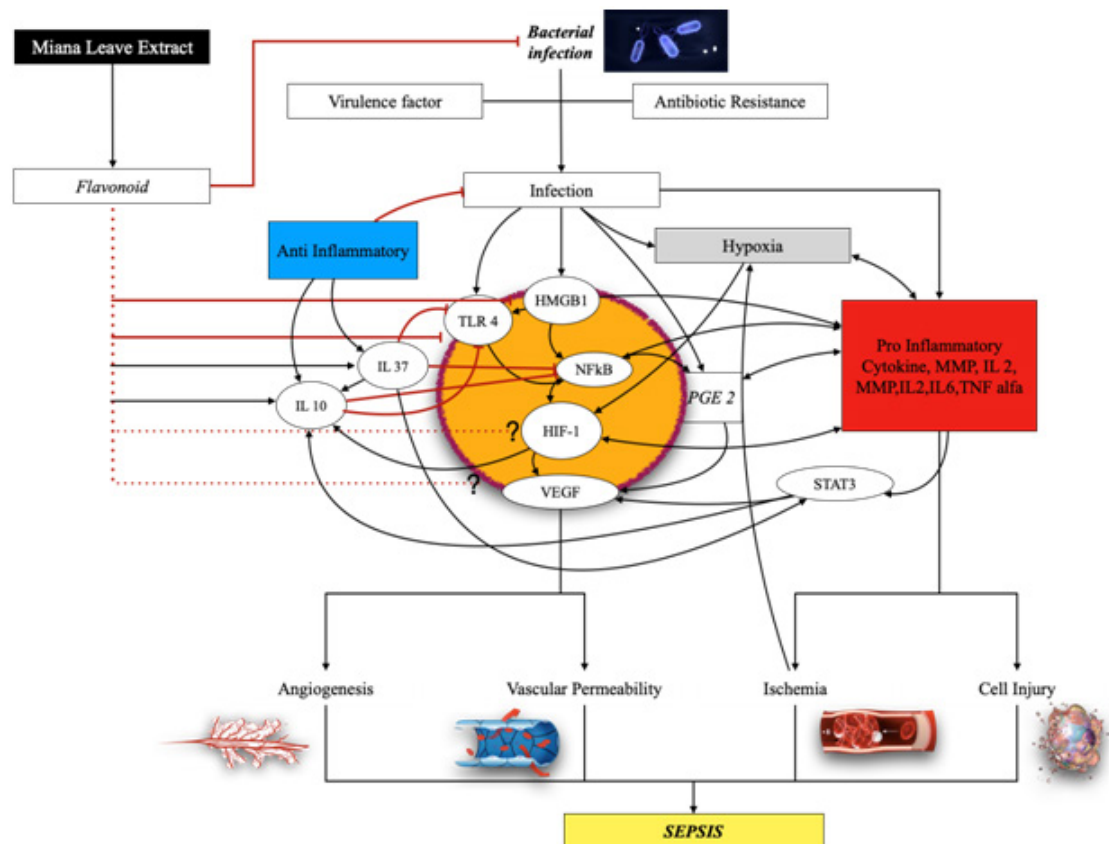 Miana Leave Extract
Bacterial
infection
Virulence factor
Antibiotic Resistance
Flavonoid
Infection
Anti Inflammatory
Hypoxia
HMGB1
TLR 4
Pro Inflammatory
Cytokine, MMP, IL 2,
MMP,IL2,IL6,TNF alfa
IL 37
NFkB
PGE 2
IL 10
?
HIF-1
?
VEGF
STAT3
Angiogenesis
Vascular Permeability
Ischemia
Cell Injury
SEPSIS